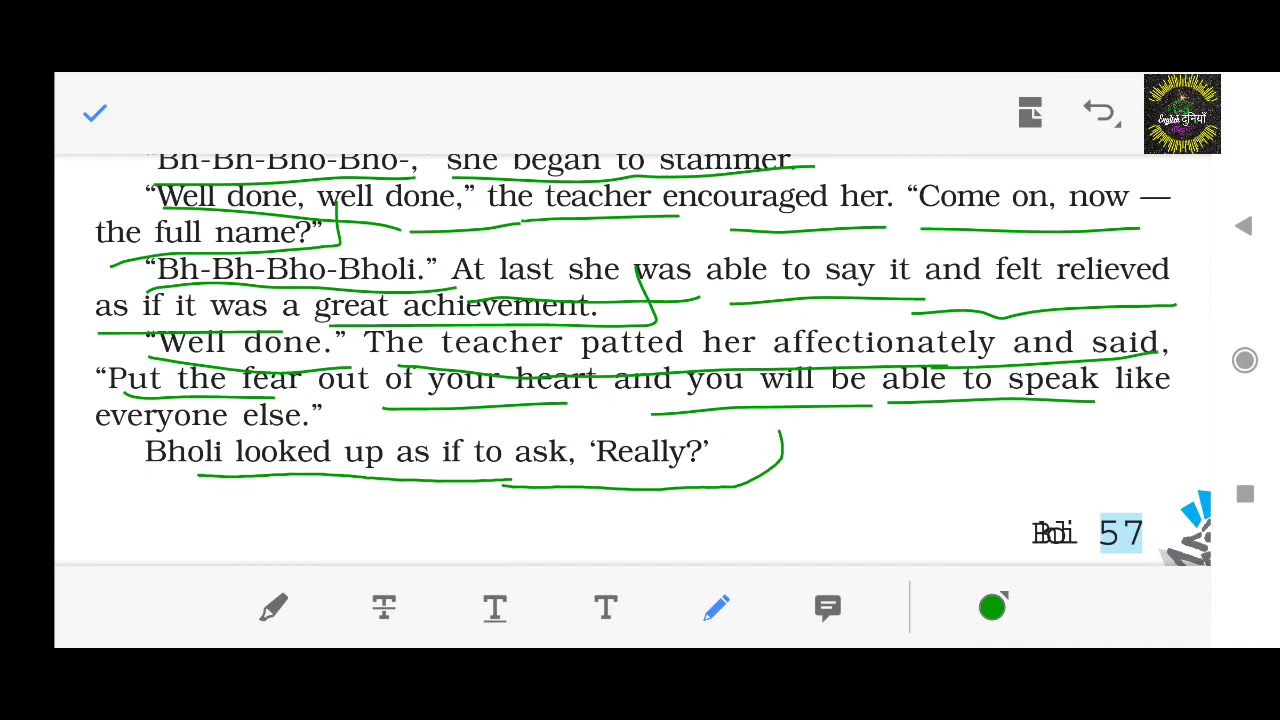 “Bh-Bh-Bho-Bho-,” she began to stammer.
“Well done, well done,” the teacher encouraged her. “Come on, now —
the full name?”
“Bh-Bh-Bho-Bholi.” At last she was able to say it and felt relieved
as if it was a great achievement.
“Well done.” The teacher patted her affectionately and said,
“Put the fear out of your heart and you will be able to speak like
everyone else.”
Bholi looked up as if to ask, ‘Really?’
57
English दुनियाँ
T
T
T